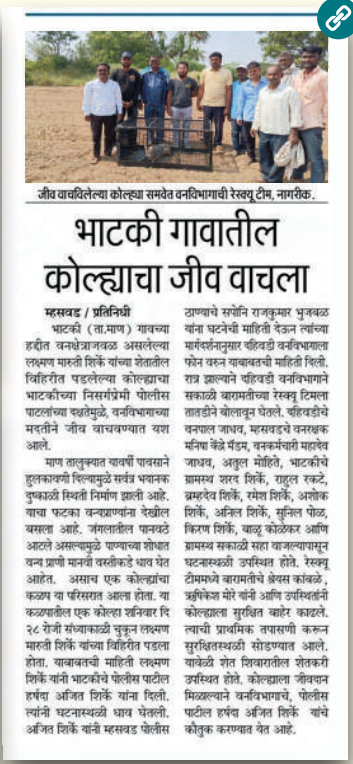 जीव वाचविलेल्या कोल्ह्या समवेत वनविभागाची रेस्क्यू टीम, नागरीक.
भाटकी गावातील
कोल्ह्याचा जीव वाचला
म्हसवड / प्रतिनिधी
भाटकी (ता.माण) गावच्या
हद्दीत वनक्षेत्राजवळ असलेल्या
लक्ष्मण मारुती शिर्के यांच्या शेतातील
विहिरीत पडलेल्या कोल्ह्याचा
भाटकीच्या निसर्गप्रेमी पोलीस
पाटलांच्या दक्षतेमुळे, वनविभागाच्या
मदतीने जीव वाचवण्यात यश
आले.
माण तालुक्यात यावर्षी पावसाने
हुलकावणी दिल्यामुळे सर्वत्र भयानक
दुष्काळी स्थिती निर्माण झाली आहे.
याचा फटका वन्यप्राण्यांना देखील
बसला आहे. जंगलातील पानवठे
आटले असल्यामुळे पाण्याच्या शोधात
वन्य प्राणी मानवी वस्तीकडे धाव घेत
आहेत. असाच एक कोल्ह्यांचा
कळप या परिसरात आला होता. या
कळपातील एक कोल्हा शनिवार दि
२८ रोजी संध्याकाळी चुकून लक्ष्मण
मारुती शिर्के यांच्या विहिरीत पडला
होता. याबाबतची माहिती लक्ष्मण
शिर्के यांनी भाटकीचे पोलीस पाटील
हर्षदा अजित शिर्के यांना दिली.
त्यांनी घटनास्थळी धाव घेतली.
अजित शिर्के यांनी म्हसवड पोलीस
ठाण्याचे सपोनि राजकुमार भुजबळ
यांना घटनेची माहिती देऊन त्यांच्या
मार्गदर्शनानुसार दहिवडी वनविभागाला
फोन वरुन याबाबतची माहिती दिली.
रात्र झाल्याने दहिवडी वनविभागाने
सकाळी बारामतीच्या रेस्क्यू टिमला
तातडीने बोलावून घेतले. दहिवडीचे
वनपाल जाधव, म्हसवडचे वनरक्षक
मनिषा केंद्रे मॅडम, वनकर्मचारी महादेव
जाधव, अतुल मोहिते, भाटकीचे
ग्रामस्थ शरद शिर्के, राहुल रकटे,
ब्रम्हदेव शिर्के, रमेश शिर्के, अशोक
शिर्के, अनिल शिर्के, सुनिल पोळ,
किरण शिर्के, बाळू कोळेकर आणि
ग्रामस्थ सकाळी सहा वाजल्यापासून
घटनास्थळी उपस्थित होते. रेस्क्यू
टीममध्ये बारामतीचे श्रेयस कांबळे ,
ऋषिकेश मोरे यांनी आणि उपस्थितांनी
कोल्ह्याला सुरक्षित बाहेर काढले.
त्याची प्राथमिक तपासणी करून
सुरक्षितस्थळी सोडण्यात आले.
यावेळी शेत शिवारातील शेतकरी
उपस्थित होते. कोल्ह्याला जीवदान
मिळाल्याने वनविभागाचे, पोलीस
पाटील हर्षदा अजित शिर्के यांचे
कौतुक करण्यात येत आहे.